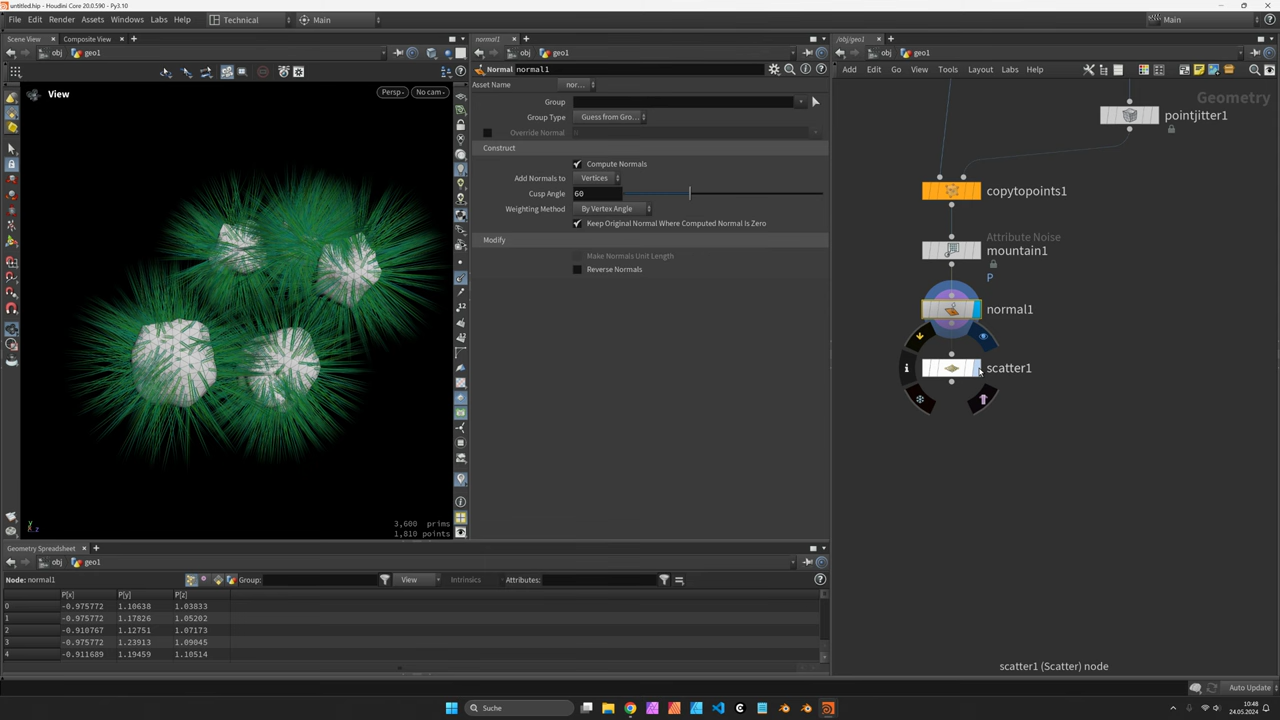 untitled.hip - Houdini Core 20.0.590 - Py3.10
File Edit Render Assets Windows Labs Help
Technical
Main
Main
Scene View
Composite View
obj
geo1
View
Persp
No cam
3,600 prims
1,810 points
normal1
obj
geo1
Normal normal1
Asset Name
nor...
Group
Group Type
Guess from Gro...
Override Normal
N
Construct
Compute Normals
Add Normals to
Vertices
Cusp Angle
60
Weighting Method
By Vertex Angle
Keep Original Normal Where Computed Normal Is Zero
Modify
Make Normals Unit Length
Reverse Normals
/obj/geo1
obj
geo1
Add Edit Go View Tools Layout Labs Help
Geometry
pointjitter1
copytopoints1
Attribute Noise
mountain1
P
normal1
scatter1
scatter1 (Scatter) node
Geometry Spreadsheet
obj
geo1
Node: normal1
Group:
View
Intrinsics
Attributes:
P[x] P[y] P[z]
0 -0.975772 1.10638 1.03833
1 -0.975772 1.17826 1.05202
2 -0.910767 1.12751 1.07173
3 -0.975772 1.23913 1.09045
4 -0.911689 1.19459 1.10514
Auto Update
Suche
10:48
24.05.2024